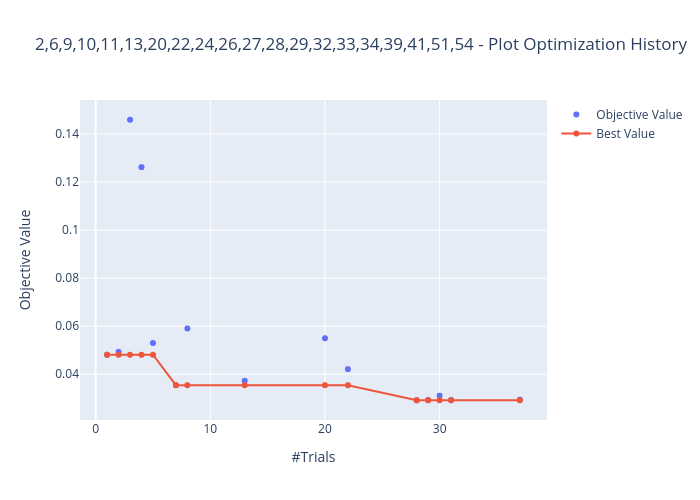 2,6,9,10,11,13,20,22,24,26,27,28,29,32,33,34,39,41,51,54 - Plot Optimization History
Objective Value
Best Value
0.14
0.12
0.1
0.08
0.06
0.04
Objective Value
0
10
20
30
#Trials